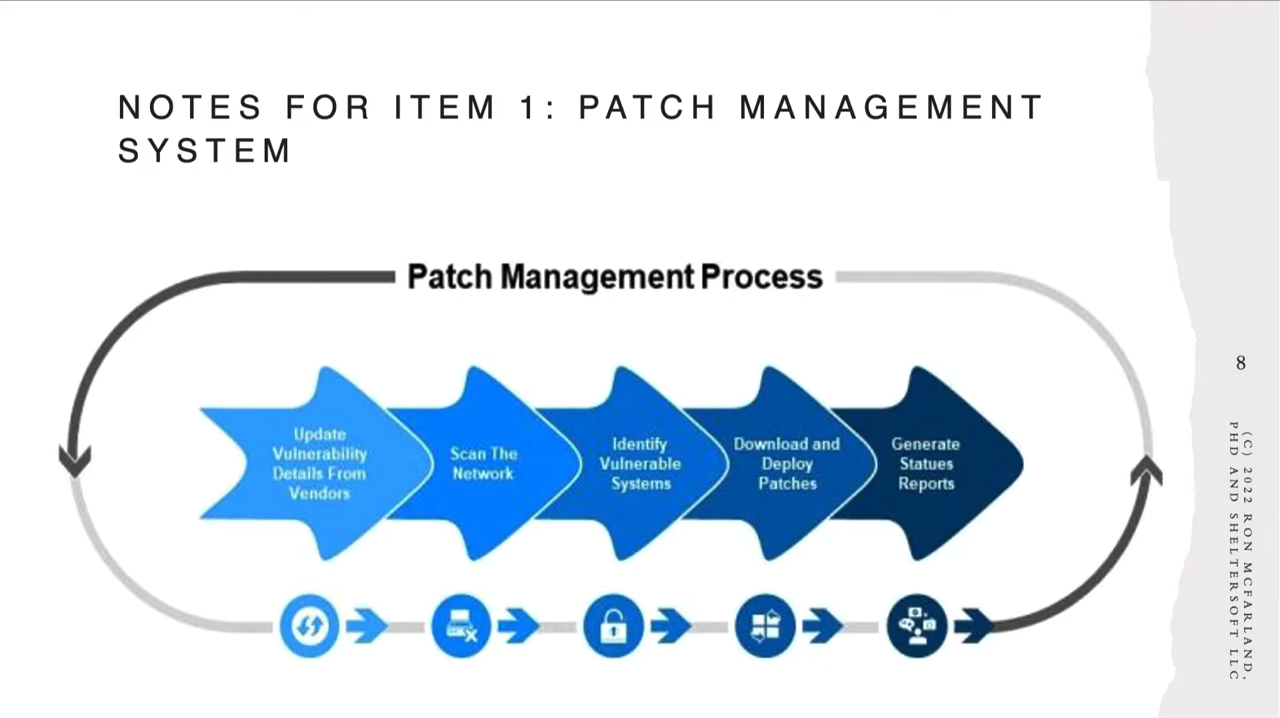 NOTES FOR ITEM 1: PATCH MANAGEMENT
SYSTEM
Patch Management Process
Update
Vulnerability
Details From
Vendors
Scan The
Network
Identify
Vulnerable
Systems
Download and
Deploy
Patches
Generate
Statues
Reports
8
(C) 2022 RON MCFARLAND,
PHD AND SHELTERSOFT LLC